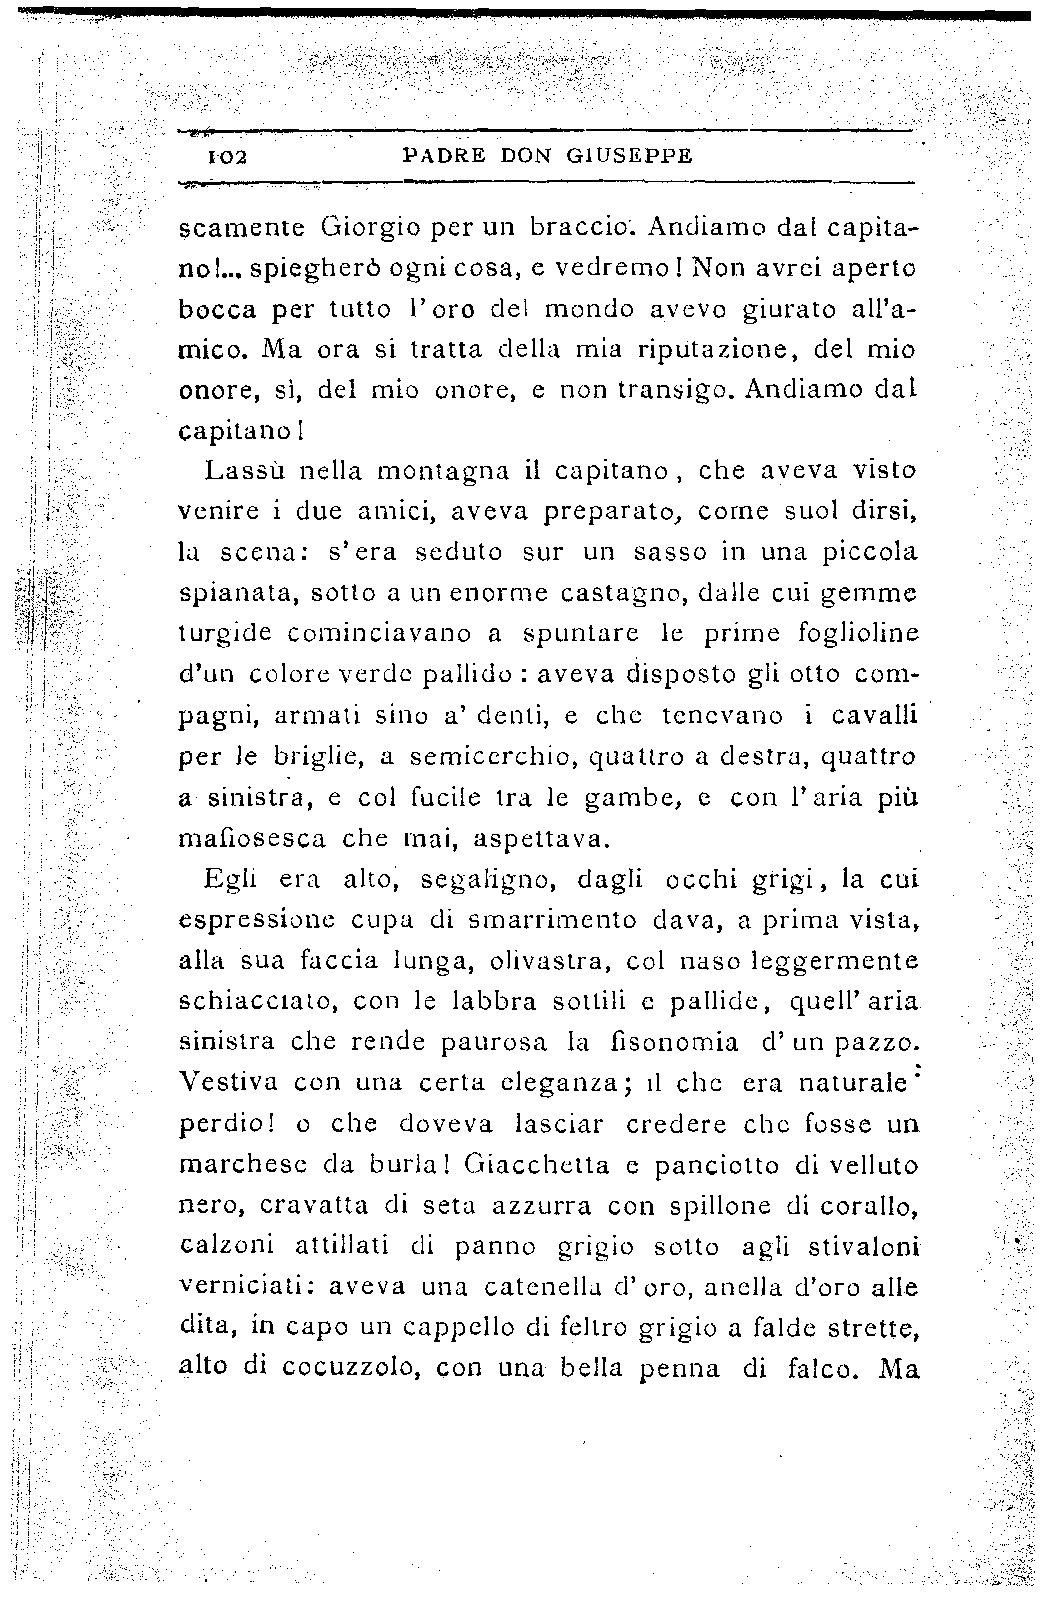 102 PADRE DON GIUSEPPE
scamente Giorgio per un braccio. Andiamo dal capita-
no!... spiegherò ogni cosa, e vedremo! Non avrei aperto
bocca per tutto l'oro del mondo avevo giurato all'a-
mico. Ma ora si tratta della mia riputazione, del mio
onore, sì, del mio onore, e non transigo. Andiamo dal
capitano!
Lassù nella montagna il capitano, che aveva visto
venire i due amici, aveva preparato, come suol dirsi,
la scena: s'era seduto sur un sasso in una piccola
spianata, sotto a un enorme castagno, dalle cui gemme
turgide cominciavano a spuntare le prime foglioline
d'un colore verde pallido: aveva disposto gli otto com-
pagni, armati sino a' denti, e che tenevano i cavalli
per le briglie, a semicerchio, quattro a destra, quattro
a sinistra, e col fucile tra le gambe, e con l'aria più
mafiosesca che mai, aspettava.
Egli era alto, segaligno, dagli occhi grigi, la cui
espressione cupa di smarrimento dava, a prima vista,
alla sua faccia lunga, olivastra, col naso leggermente
schiacciato, con le labbra sottili e pallide, quell'aria
sinistra che rende paurosa la fisonomia d'un pazzo.
Vestiva con una certa eleganza; il che era naturale:
perdio! o che doveva lasciar credere che fosse un
marchese da burla! Giacchetta e panciotto di velluto
nero, cravatta di seta azzurra con spillone di corallo,
calzoni attillati di panno grigio sotto agli stivaloni
verniciati: aveva una catenella d'oro, anella d'oro alle
dita, in capo un cappello di feltro grigio a falde strette,
alto di cocuzzolo, con una bella penna di falco. Ma